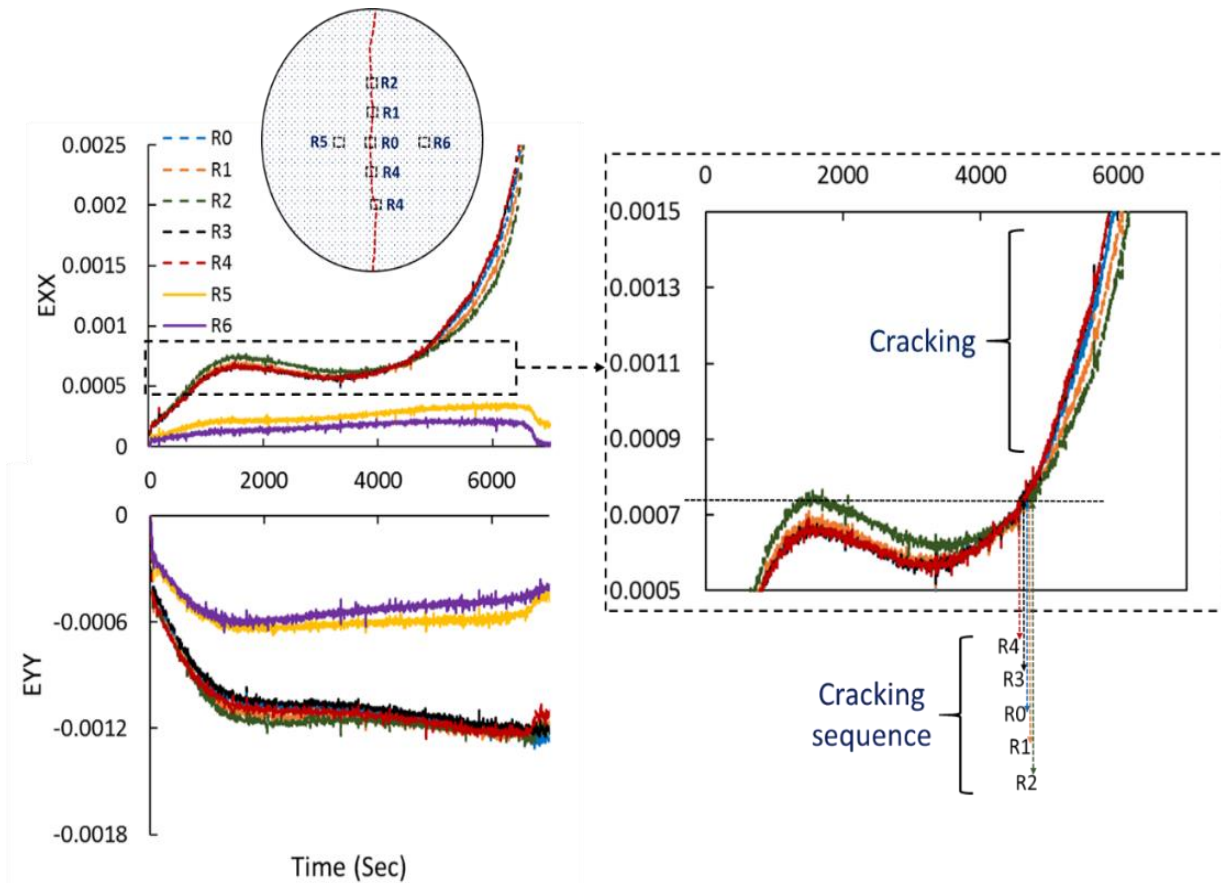 R2
R1
R5
R0
R6
R4
R4
R0
R1
R2
R3
R4
R5
R6
EXX
0.0025
0.002
0.0015
0.001
0.0005
0
0 2000 4000 6000
EYY
0
-0.0006
-0.0012
-0.0018
Time (Sec)
0 2000 4000 6000
0.0015
0.0013
0.0011
0.0009
0.0007
0.0005
Cracking
Cracking
sequence
R4
R3
R0
R1
R2